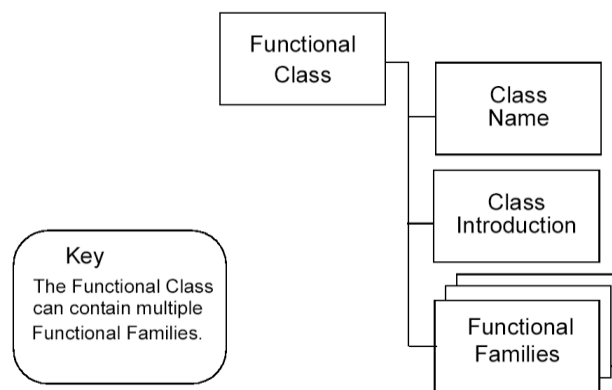 Functional
Class
Class
Name
Class
Introduction
Key
The Functional Class
can contain multiple
Functional Families.
Functional
Families